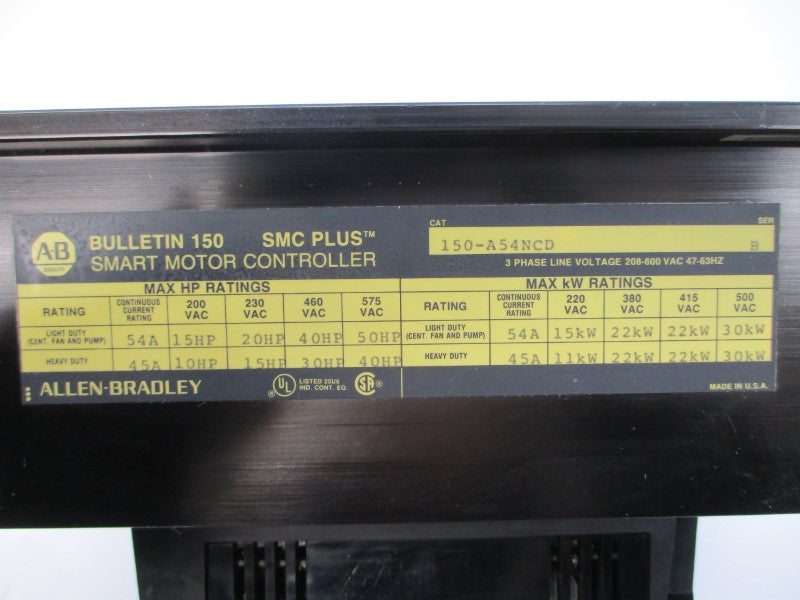 A-B
QUALITY
BULLETIN 150 SMC PLUS™
SMART MOTOR CONTROLLER
CAT SER
150-A54NCD B
3 PHASE LINE VOLTAGE 208-600 VAC 47-63HZ
MAX HP RATINGS
RATING CONTINUOUS CURRENT RATING 200 VAC 230 VAC 460 VAC 575 VAC
LIGHT DUTY (CENT. FAN AND PUMP) 54A 15HP 20HP 40HP 50HP
HEAVY DUTY 45A 10HP 15HP 30HP 40HP
MAX kW RATINGS
RATING CONTINUOUS CURRENT RATING 220 VAC 380 VAC 415 VAC 500 VAC
LIGHT DUTY (CENT. FAN AND PUMP) 54A 15kW 22kW 22kW 30kW
HEAVY DUTY 45A 11kW 22kW 22kW 30kW
ALLEN-BRADLEY
UL ® LISTED 25U6
IND. CONT. EQ.
SA ®
MADE IN U.S.A.